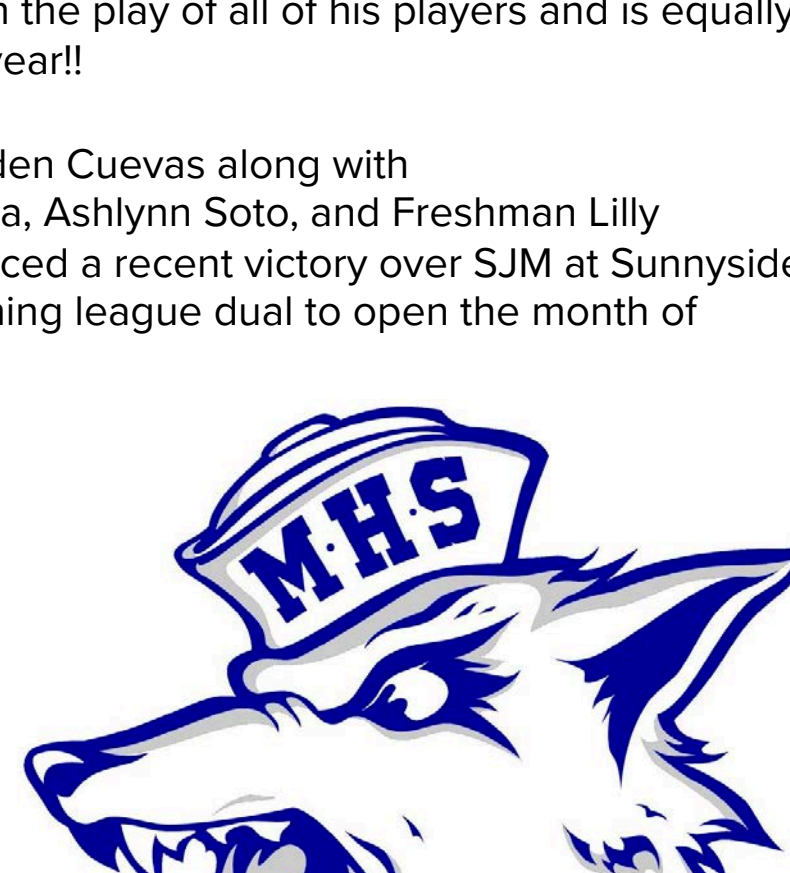 the play of all of his players and is equally
year!!
den Cuevas along with
a, Ashlynn Soto, and Freshman Lilly
ced a recent victory over SJM at Sunnyside
ning league dual to open the month of
M·H·S